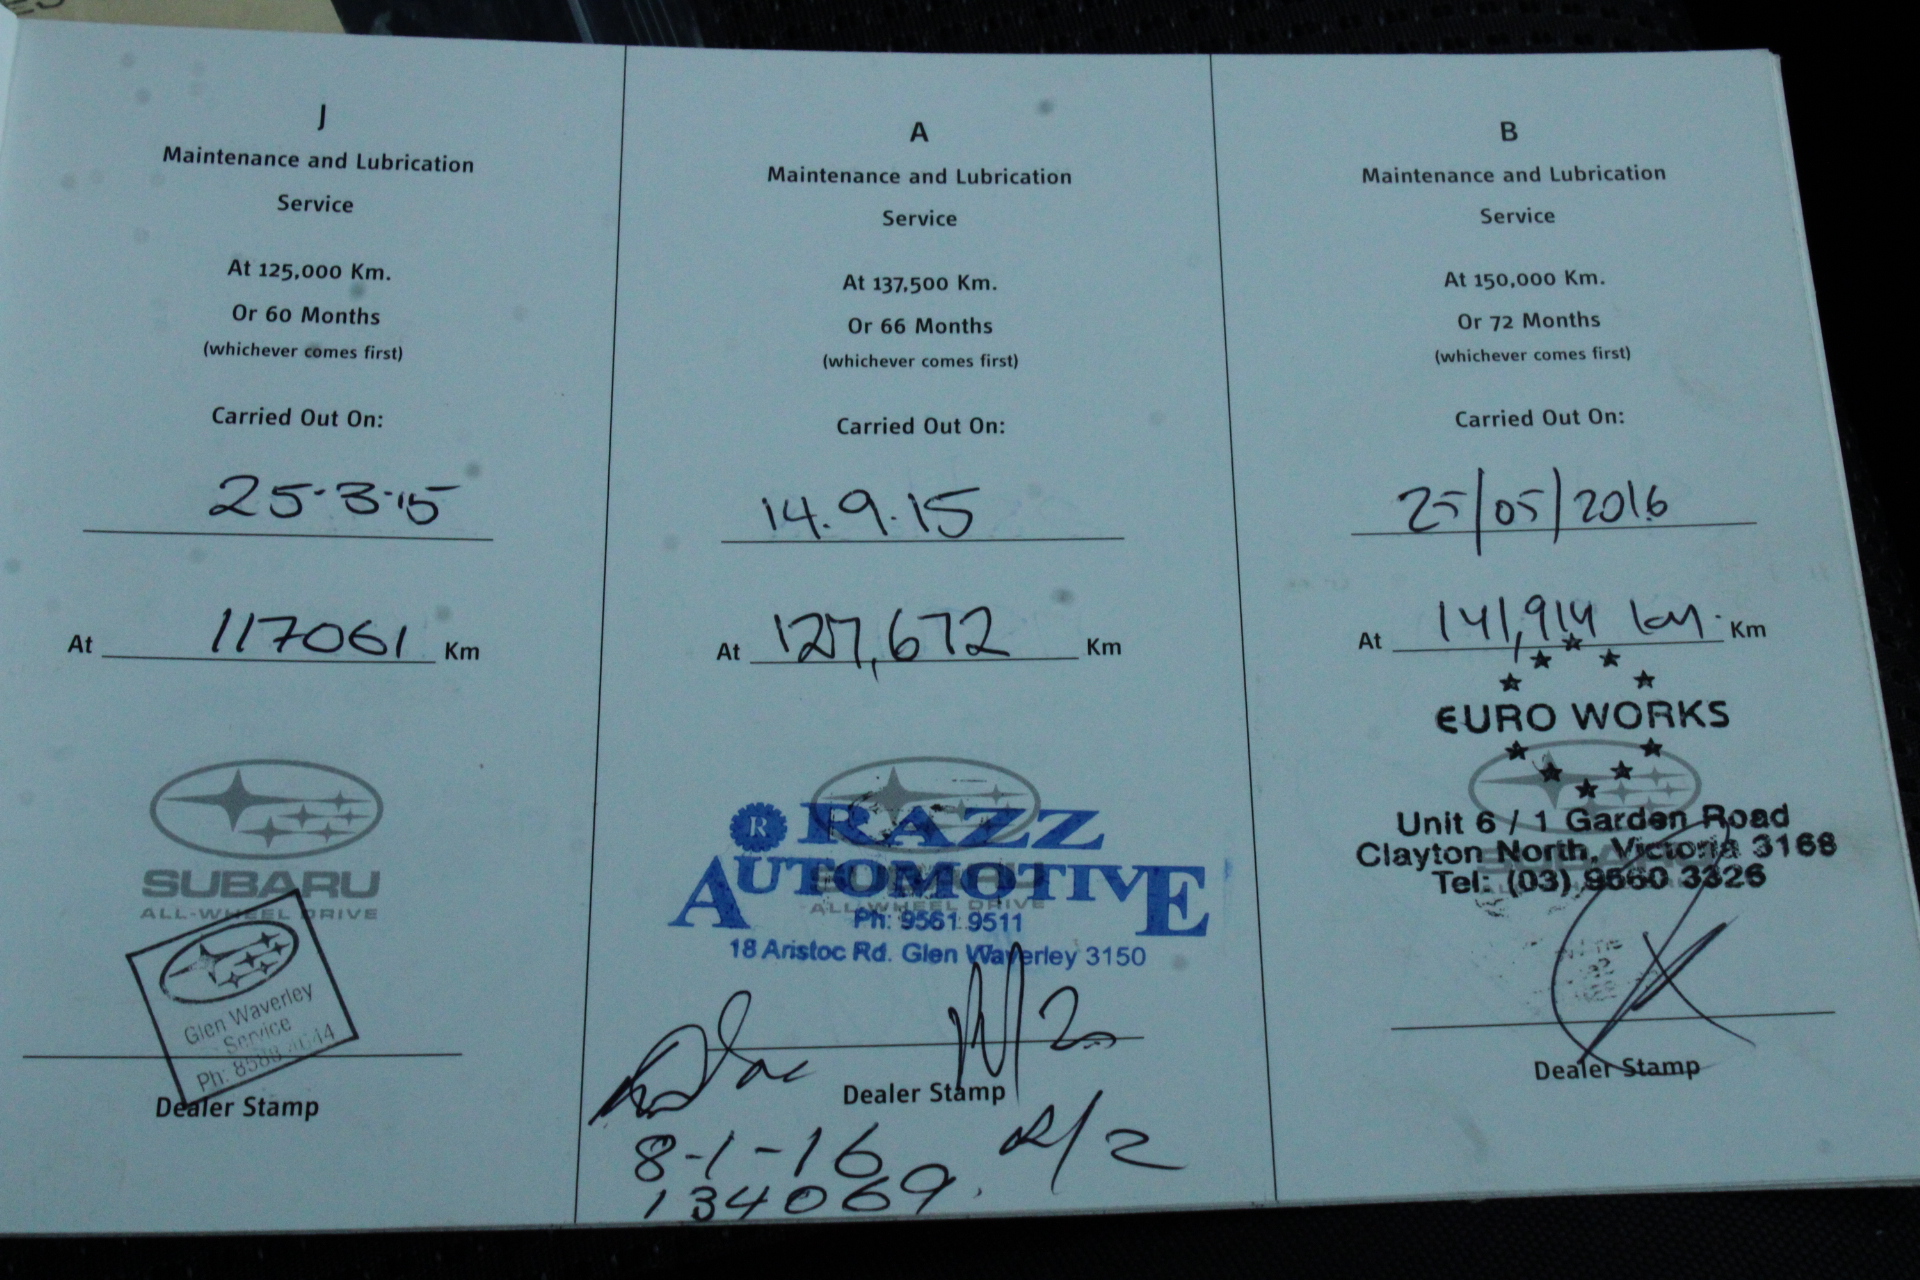 J
Maintenance and Lubrication
Service
At 125,000 Km.
Or 60 Months
(whichever comes first)
Carried Out On:
25-3-15
At 117061 Km
SUBARU
ALL-WHEEL DRIVE
Glen Waverley
Service
Ph:
Dealer Stamp
A
Maintenance and Lubrication
Service
At 137,500 Km.
Or 66 Months
(whichever comes first)
Carried Out On:
14.9.15
At 127,672 Km
R RAZZ
AUTOMOTIVE
SUBARU
ALL-WHEEL DRIVE
Ph: 9561 9511
18 Aristoc Rd. Glen Waverley 3150
Dealer Stamp
8-1-16
134069.
B
Maintenance and Lubrication
Service
At 150,000 Km.
Or 72 Months
(whichever comes first)
Carried Out On:
25/05/2016
At 141,914 km. Km
EURO WORKS
Unit 6 / 1 Garden Road
Clayton North, Victoria 3168
Tel: (03) 9560 3326
Dealer Stamp